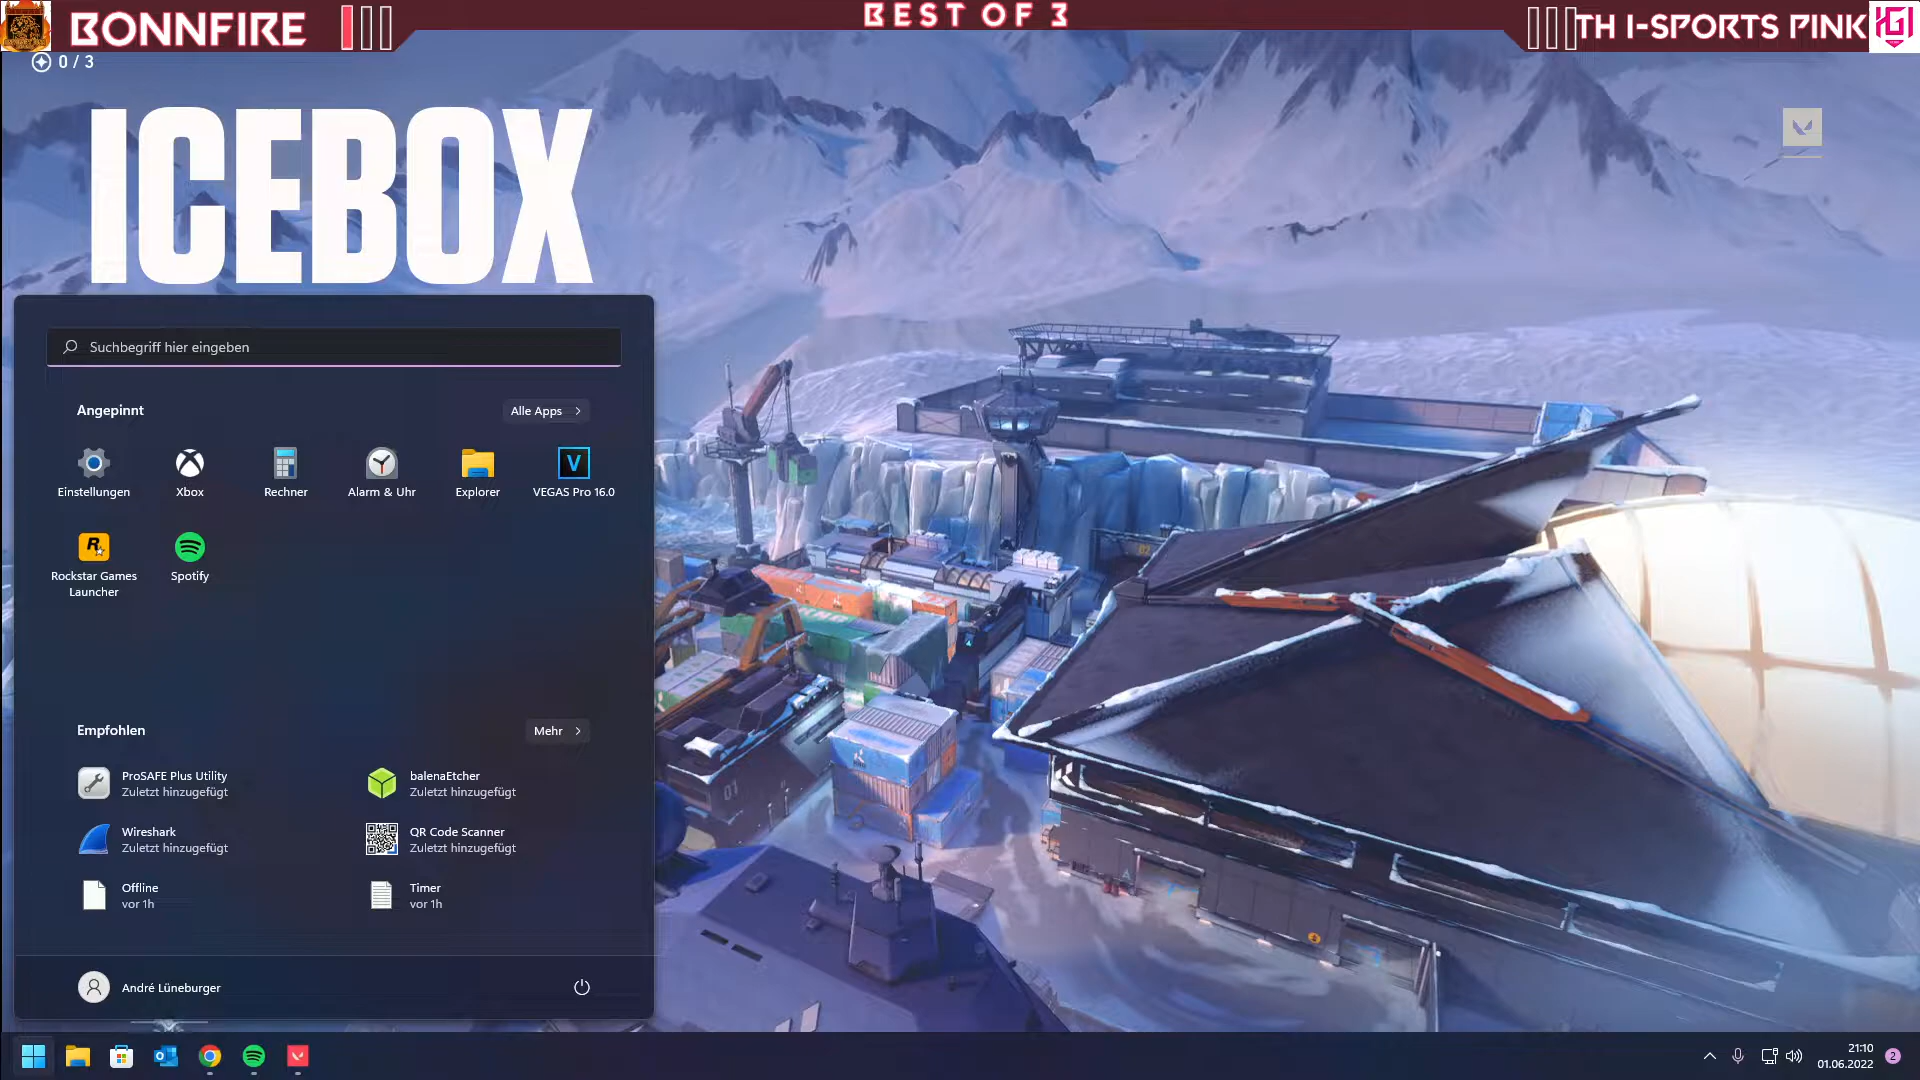 BONNFIRE
BEST OF 3
TH I-SPORTS PINK
0 / 3
ICEBOX
Suchbegriff hier eingeben
Angepinnt
Alle Apps
Einstellungen
Xbox
Rechner
Alarm & Uhr
Explorer
VEGAS Pro 16.0
Rockstar Games
Launcher
Spotify
Empfohlen
Mehr
ProSAFE Plus Utility
Zuletzt hinzugefügt
balenaEtcher
Zuletzt hinzugefügt
Wireshark
Zuletzt hinzugefügt
QR Code Scanner
Zuletzt hinzugefügt
Offline
vor 1h
Timer
vor 1h
André Lüneburger
21:10
01.06.2022
2